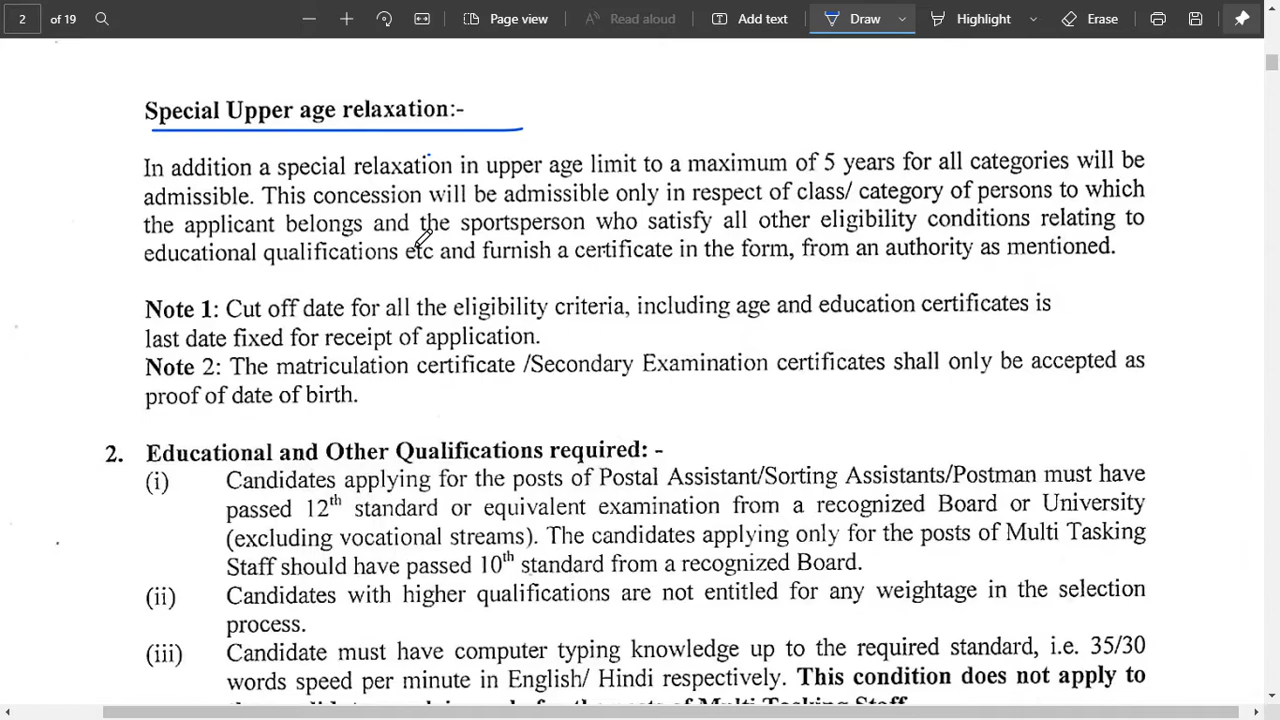 2 of 19 Page view Read aloud Add text Draw Highlight Erase
Special Upper age relaxation:-
In addition a special relaxation in upper age limit to a maximum of 5 years for all categories will be
admissible. This concession will be admissible only in respect of class/ category of persons to which
the applicant belongs and the sportsperson who satisfy all other eligibility conditions relating to
educational qualifications etc and furnish a certificate in the form, from an authority as mentioned.
Note 1: Cut off date for all the eligibility criteria, including age and education certificates is
last date fixed for receipt of application.
Note 2: The matriculation certificate /Secondary Examination certificates shall only be accepted as
proof of date of birth.
2. Educational and Other Qualifications required: -
(i) Candidates applying for the posts of Postal Assistant/Sorting Assistants/Postman must have
passed 12th standard or equivalent examination from a recognized Board or University
(excluding vocational streams). The candidates applying only for the posts of Multi Tasking
Staff should have passed 10th standard from a recognized Board.
(ii) Candidates with higher qualifications are not entitled for any weightage in the selection
process.
(iii) Candidate must have computer typing knowledge up to the required standard, i.e. 35/30
words speed per minute in English/ Hindi respectively. This condition does not apply to
Multi Tasking Staff